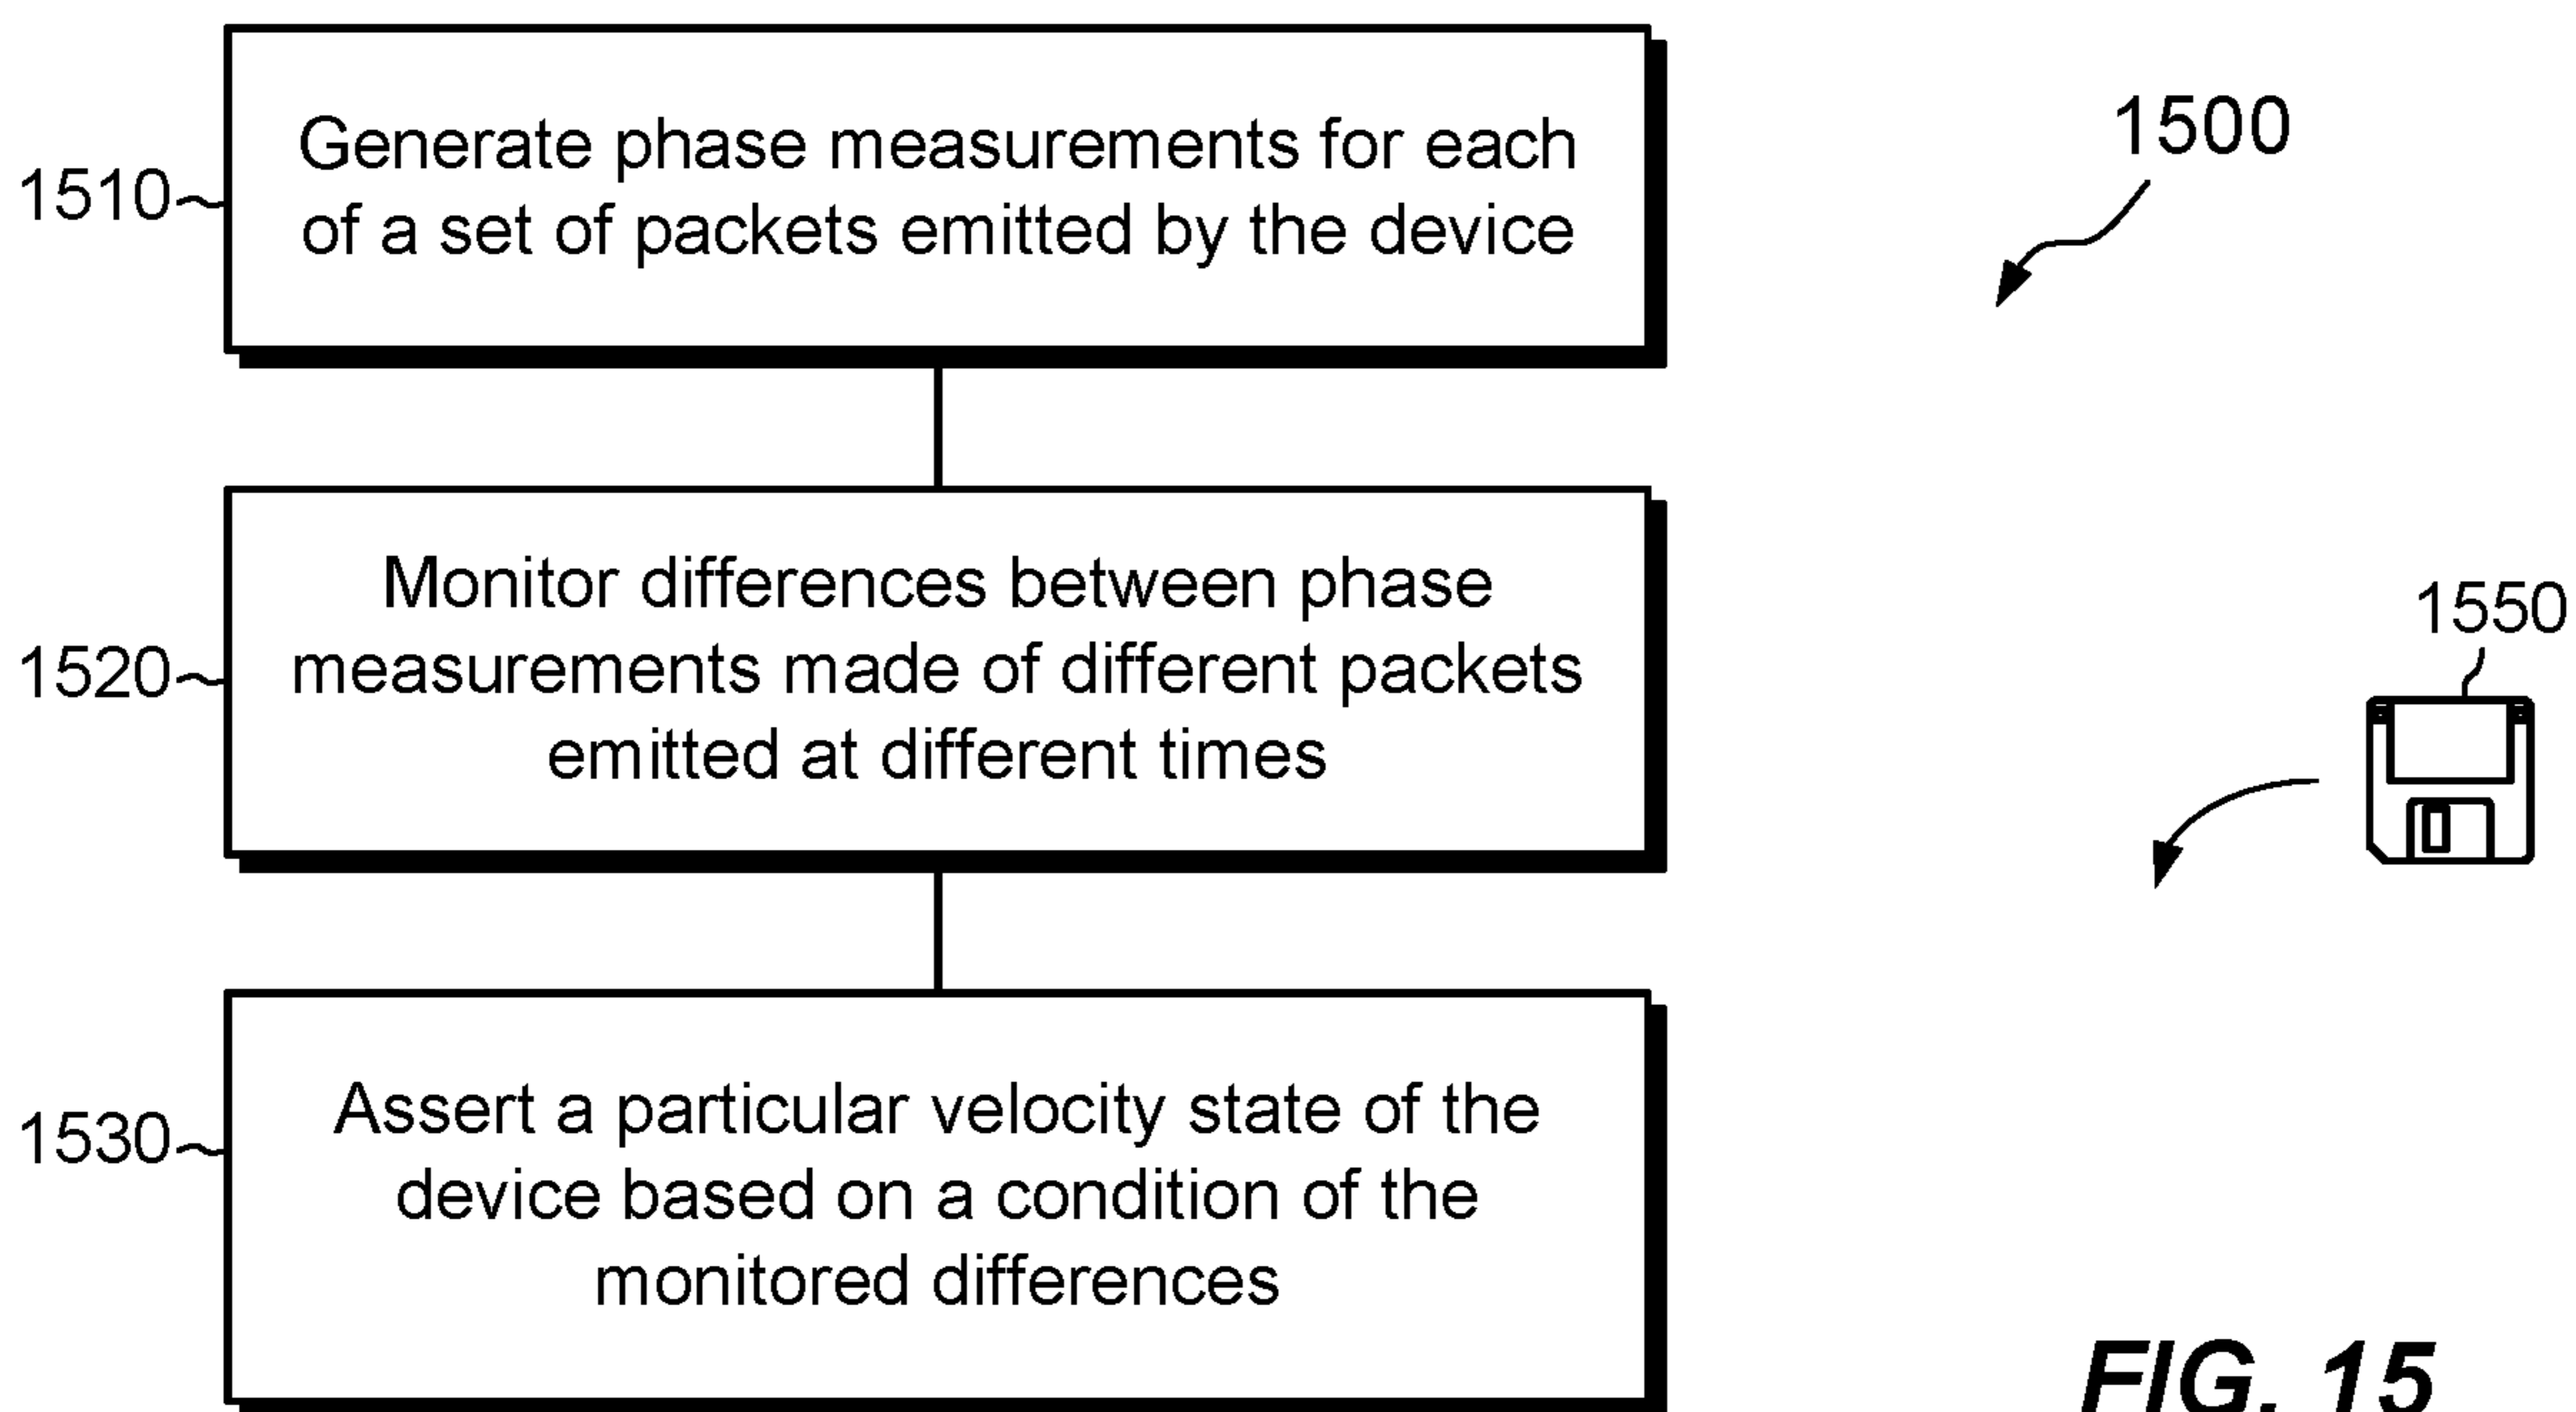 1500
1510
Generate phase measurements for each
of a set of packets emitted by the device
1520
Monitor differences between phase
measurements made of different packets
emitted at different times
1550
1530
Assert a particular velocity state of the
device based on a condition of the
monitored differences
FIG. 15